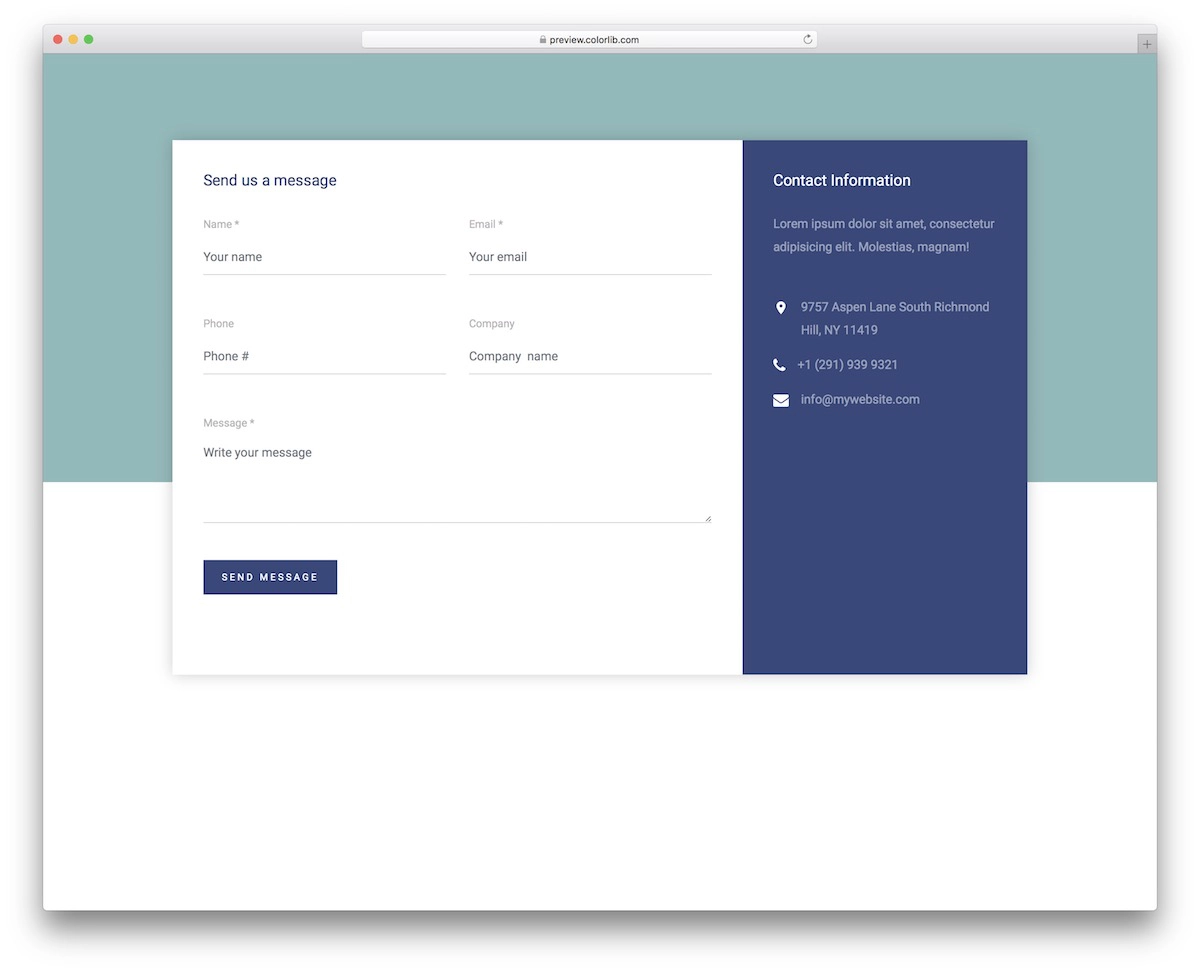 preview.colorlib.com
Send us a message
Name *
Email *
Your name
Your email
Phone
Company
Phone #
Company  name
Message *
Write your message
SEND MESSAGE
Contact Information
Lorem ipsum dolor sit amet, consectetur
adipisicing elit. Molestias, magnam!
9757 Aspen Lane South Richmond
Hill, NY 11419
+1 (291) 939 9321
info@mywebsite.com